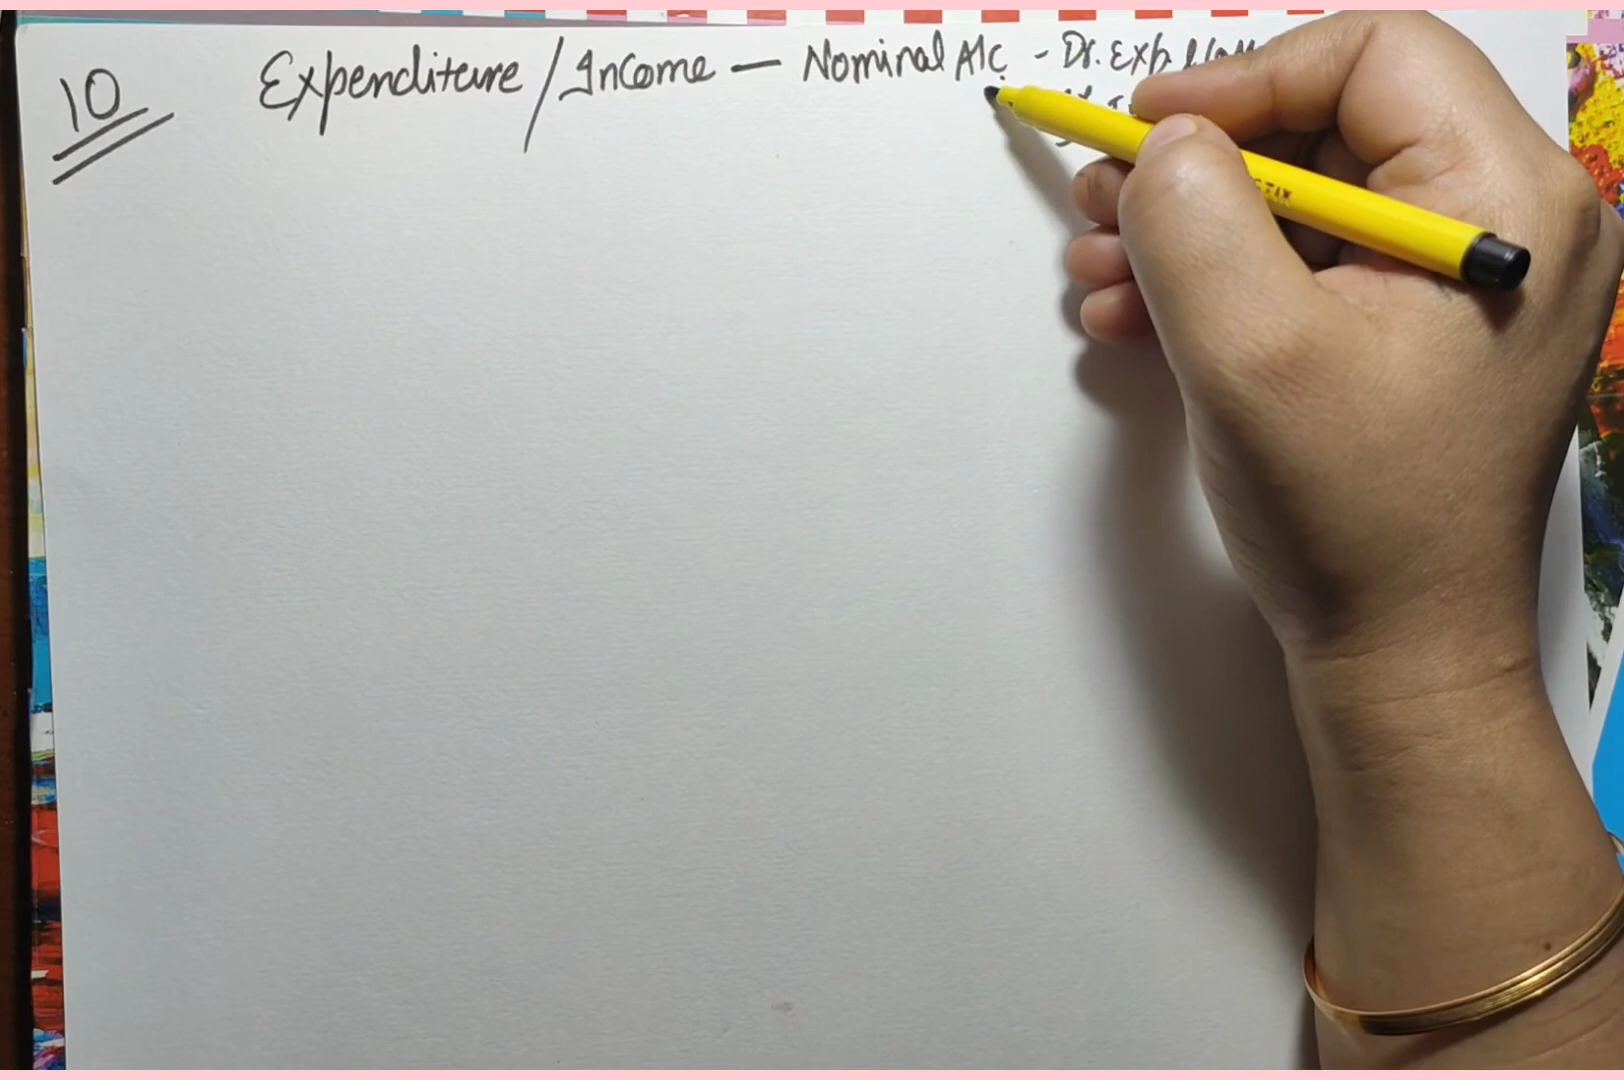 10 Expenditure / Income — Nominal A/c - Dr. Exp.